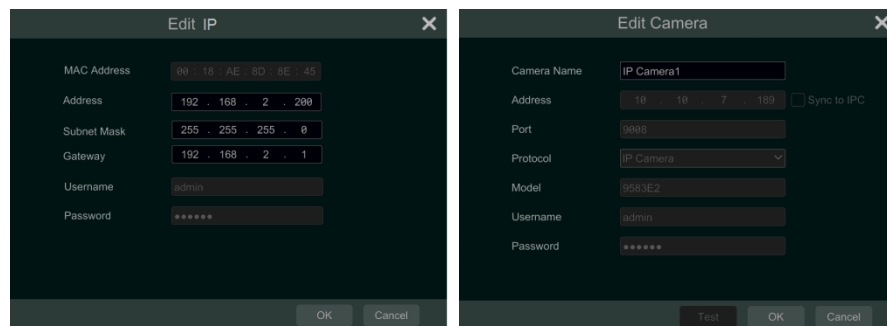 Edit IP
MAC Address 00 : 18 : AE : 8D : 8E : 45
Address 192 . 168 . 2 . 200
Subnet Mask 255 . 255 . 255 . 0
Gateway 192 . 168 . 2 . 1
Username admin
Password ●●●●●●
OK Cancel
Edit Camera
Camera Name IP Camera1
Address 10 . 10 . 7 . 189 Sync to IPC
Port 9008
Protocol IP Camera
Model 9583E2
Username admin
Password ●●●●●●
Test OK Cancel